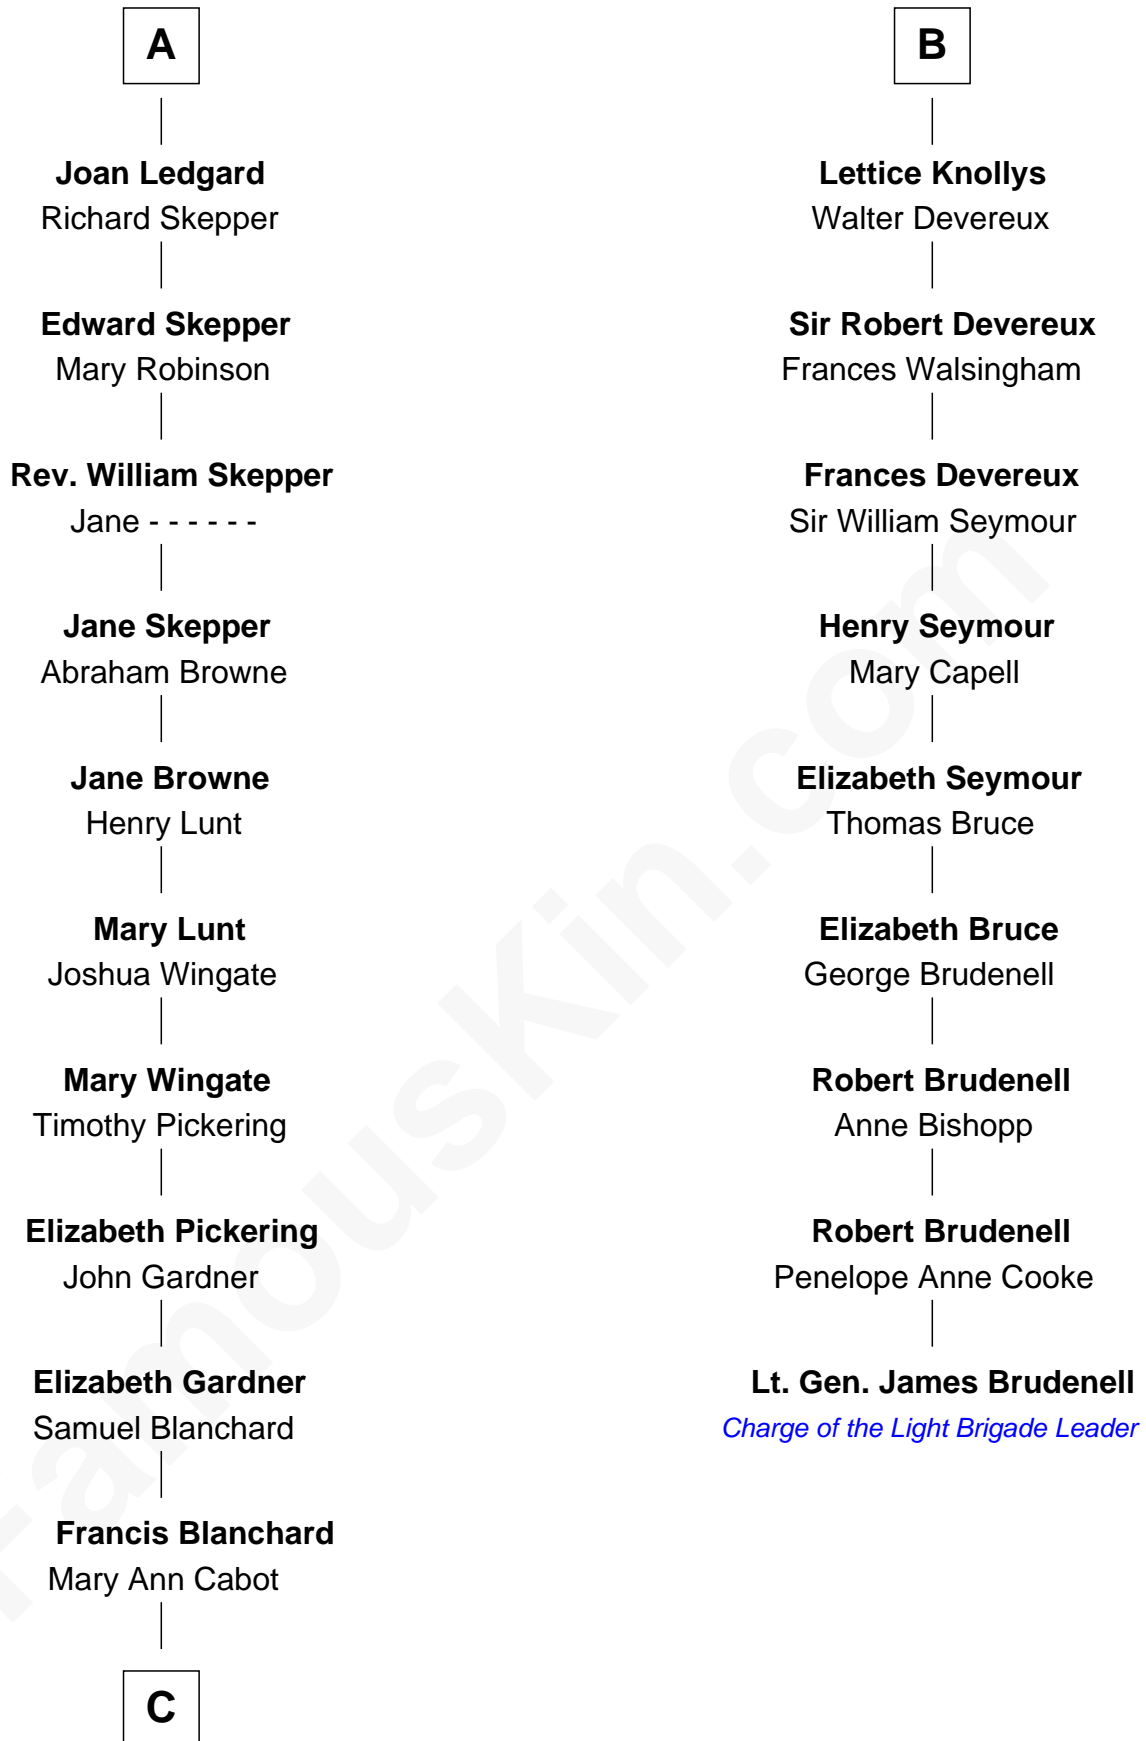 A
Joan Ledgard
Richard Skepper
Edward Skepper
Mary Robinson
Rev. William Skepper
Jane - - - - - -
Jane Skepper
Abraham Browne
Jane Browne
Henry Lunt
Mary Lunt
Joshua Wingate
Mary Wingate
Timothy Pickering
Elizabeth Pickering
John Gardner
Elizabeth Gardner
Samuel Blanchard
Francis Blanchard
Mary Ann Cabot
C
B
Lettice Knollys
Walter Devereux
Sir Robert Devereux
Frances Walsingham
Frances Devereux
Sir William Seymour
Henry Seymour
Mary Capell
Elizabeth Seymour
Thomas Bruce
Elizabeth Bruce
George Brudenell
Robert Brudenell
Anne Bishopp
Robert Brudenell
Penelope Anne Cooke
Lt. Gen. James Brudenell
Charge of the Light Brigade Leader
FamousKin.com